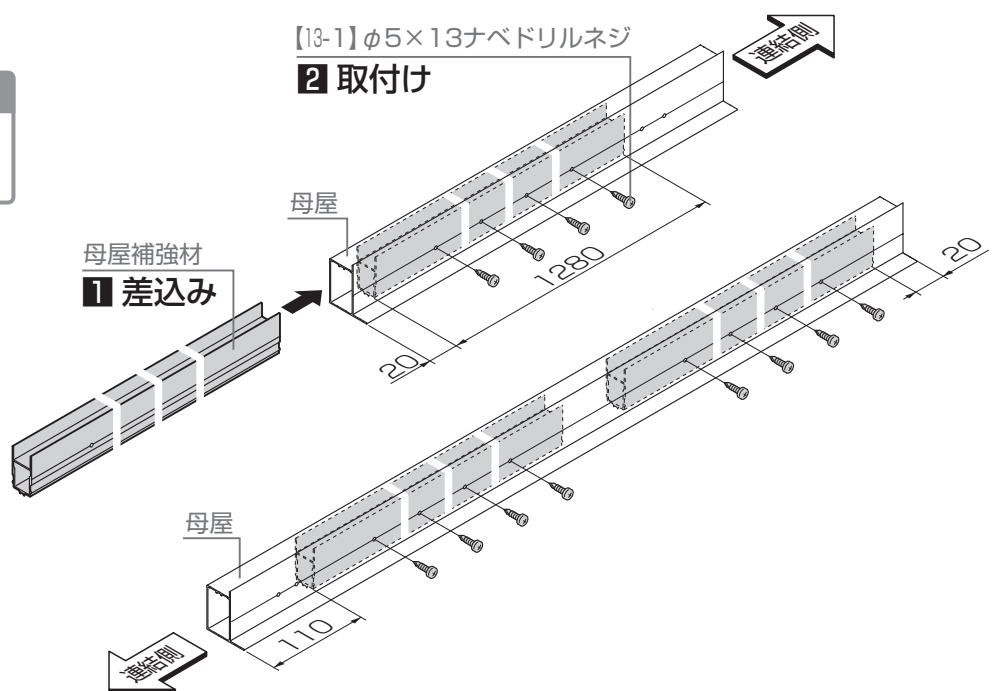 【13-1】φ5×13ナベドリルネジ
2 取付け
連結側
母屋
母屋補強材
1 差込み
1280
20
20
母屋
110
連結側